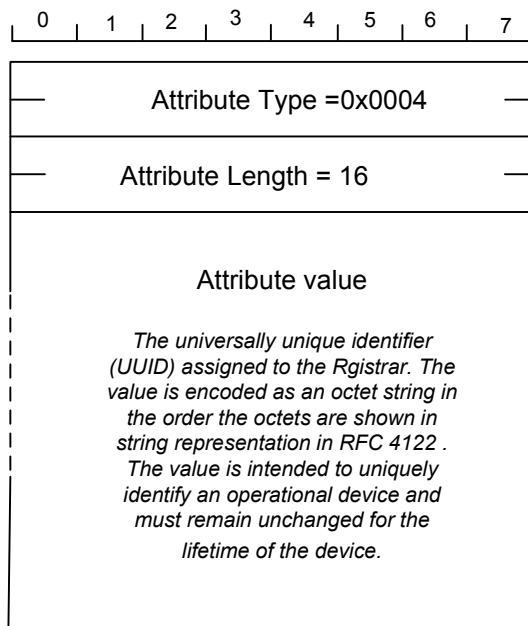 0 1 2 3 4 5 6 7
Attribute Type =0x0004
Attribute Length = 16
Attribute value
The universally unique identifier
(UUID) assigned to the Rgistrar. The
value is encoded as an octet string in
the order the octets are shown in
string representation in RFC 4122 .
The value is intended to uniquely
identify an operational device and
must remain unchanged for the
lifetime of the device.